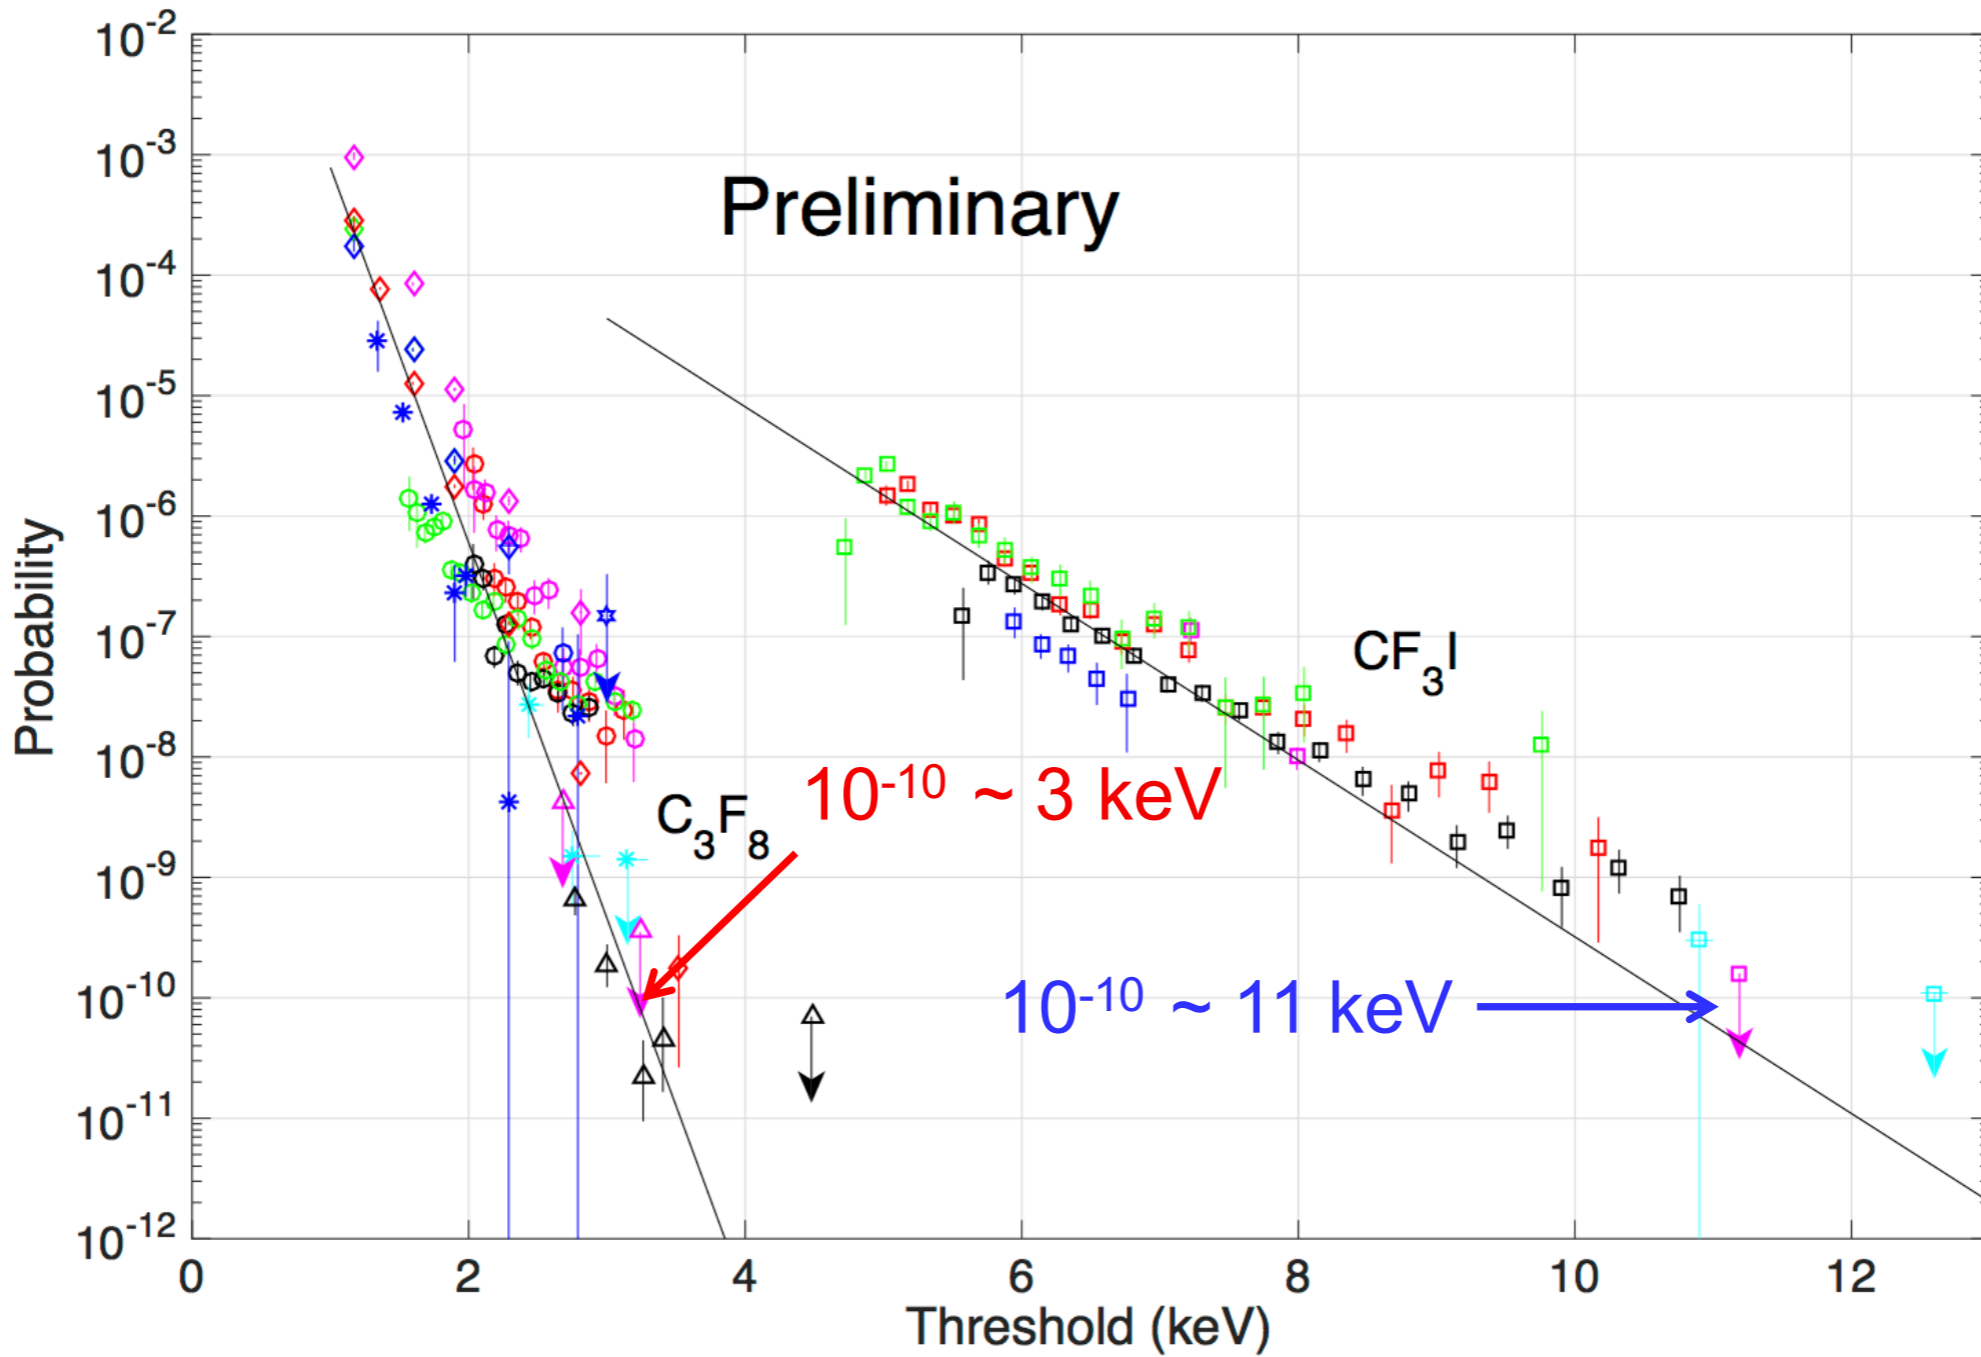 10⁻²
10⁻³
10⁻⁴
10⁻⁵
10⁻⁶
10⁻⁷
10⁻⁸
10⁻⁹
10⁻¹⁰
10⁻¹¹
10⁻¹²
Probability
Preliminary
CF₃I
C₃F₈
10⁻¹⁰ ~ 3 keV
10⁻¹⁰ ~ 11 keV
0 2 4 6 8 10 12
Threshold (keV)